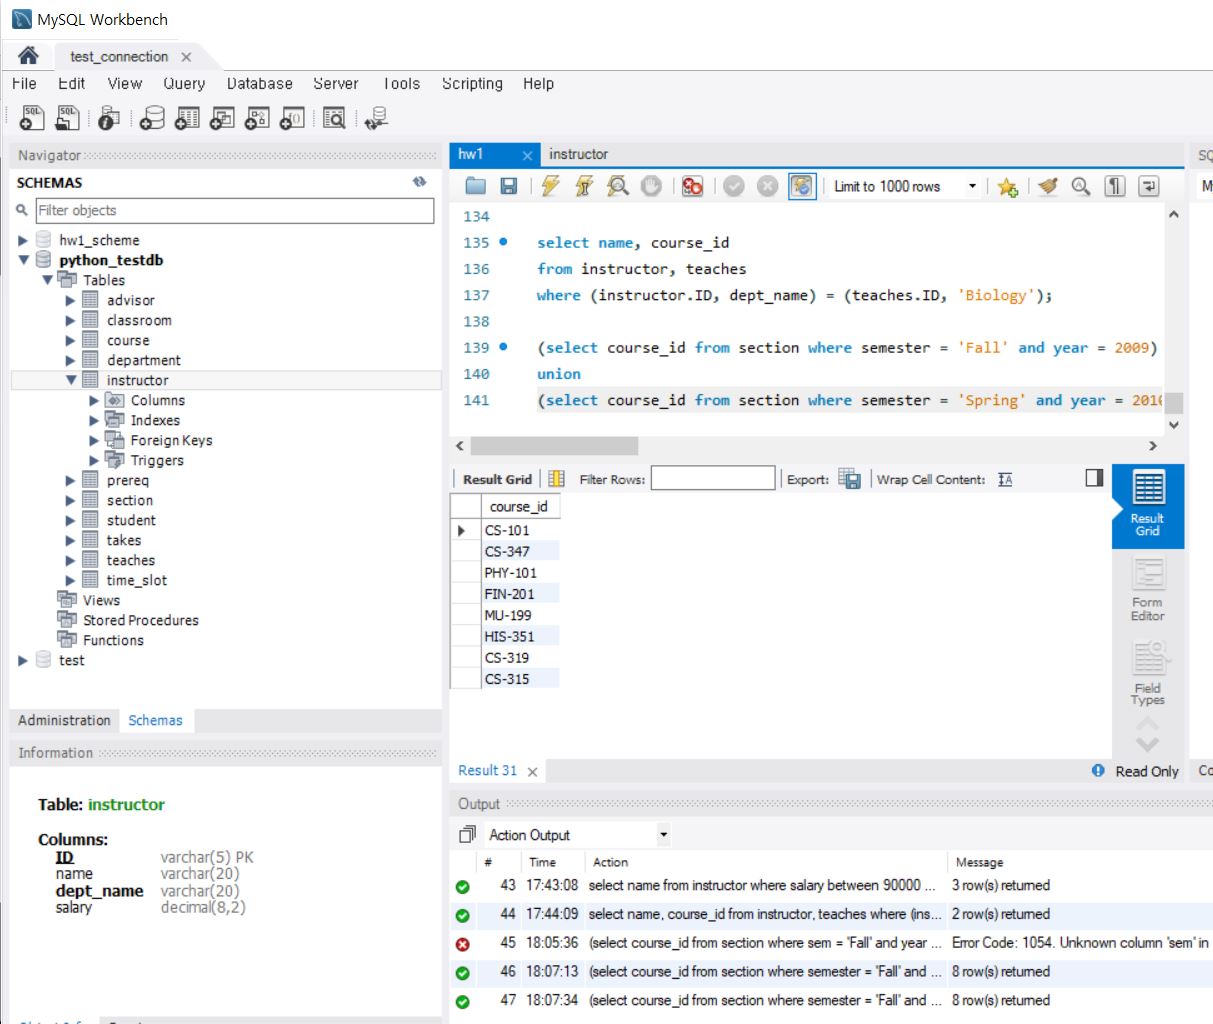 MySQL Workbench
test_connection
File Edit View Query Database Server Tools Scripting Help
Navigator
SCHEMAS
Filter objects
hw1_scheme
python_testdb
Tables
advisor
classroom
course
department
instructor
Columns
Indexes
Foreign Keys
Triggers
prereq
section
student
takes
teaches
time_slot
Views
Stored Procedures
Functions
test
Administration Schemas
Information
Table: instructor
Columns:
ID varchar(5) PK
name varchar(20)
dept_name varchar(20)
salary decimal(8,2)
hw1 instructor
Limit to 1000 rows
134
135 select name, course_id
136 from instructor, teaches
137 where (instructor.ID, dept_name) = (teaches.ID, 'Biology');
138
139 (select course_id from section where semester = 'Fall' and year = 2009)
140 union
141 (select course_id from section where semester = 'Spring' and year = 2010
Result Grid Filter Rows: Export: Wrap Cell Content:
course_id
CS-101
CS-347
PHY-101
FIN-201
MU-199
HIS-351
CS-319
CS-315
Result
Grid
Form
Editor
Field
Types
Result 31 Read Only
Output
Action Output
# Time Action Message
43 17:43:08 select name from instructor where salary between 90000 ... 3 row(s) returned
44 17:44:09 select name, course_id from instructor, teaches where (ins... 2 row(s) returned
45 18:05:36 (select course_id from section where sem = 'Fall' and year ... Error Code: 1054. Unknown column 'sem' in
46 18:07:13 (select course_id from section where semester = 'Fall' and ... 8 row(s) returned
47 18:07:34 (select course_id from section where semester = 'Fall' and ... 8 row(s) returned